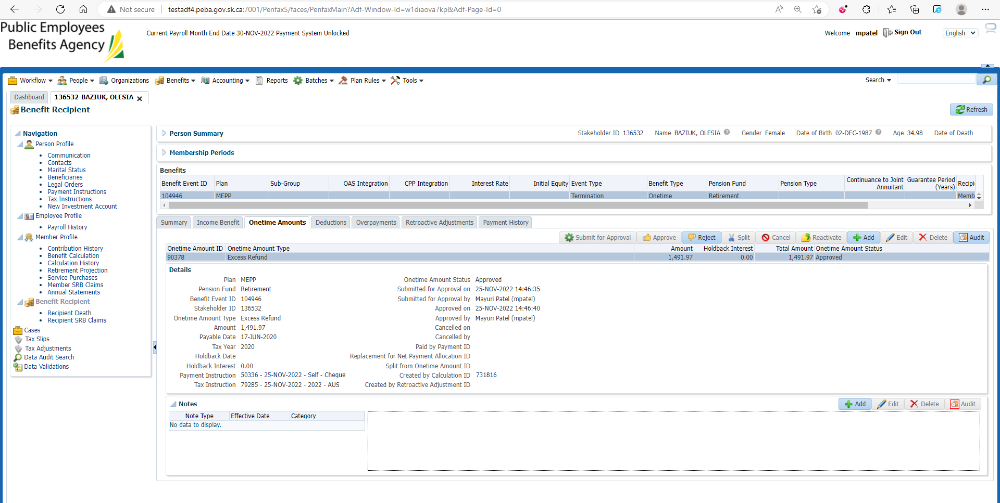 Not secure testadf4.peba.gov.sk.ca:7001/Penfax5/faces/PenfaxMain?Adf-Window-Id=w1diaova7kp&Adf-Page-Id=0
Public Employees
Benefits Agency
Current Payroll Month End Date 30-NOV-2022 Payment System Unlocked
Welcome mpatel Sign Out English
Workflow People Organizations Benefits Accounting Reports Batches Plan Rules Tools Search
Dashboard 136532-BAZIUK, OLESIA
Benefit Recipient
Refresh
Navigation
Person Profile
Communication
Contacts
Marital Status
Beneficiaries
Legal Orders
Payment Instructions
Tax Instructions
New Investment Account
Employee Profile
Payroll History
Member Profile
Contribution History
Benefit Calculation
Calculation History
Retirement Projection
Service Purchases
Member SRB Claims
Annual Statements
Benefit Recipient
Recipient Death
Recipient SRB Claims
Cases
Tax Slips
Tax Adjustments
Data Audit Search
Data Validations
Person Summary Stakeholder ID 136532 Name BAZIUK, OLESIA Gender Female Date of Birth 02-DEC-1987 Age 34.98 Date of Death
Membership Periods
Benefits
Benefit Event ID Plan Sub-Group OAS Integration CPP Integration Interest Rate Initial Equity Event Type Benefit Type Pension Fund Pension Type Continuance to Joint Annuitant Guarantee Period (Years) Recipi
104946 MEPP Termination Onetime Retirement Memb
Summary Income Benefit Onetime Amounts Deductions Overpayments Retroactive Adjustments Payment History
Submit for Approval Approve Reject Split Cancel Reactivate Add Edit Delete Audit
Onetime Amount ID Onetime Amount Type Amount Holdback Interest Total Amount Onetime Amount Status
90378 Excess Refund 1,491.97 0.00 1,491.97 Approved
Details
Plan MEPP Onetime Amount Status Approved
Pension Fund Retirement Submitted for Approval on 25-NOV-2022 14:46:35
Benefit Event ID 104946 Submitted for Approval by Mayuri Patel (mpatel)
Stakeholder ID 136532 Approved on 25-NOV-2022 14:46:40
Onetime Amount Type Excess Refund Approved by Mayuri Patel (mpatel)
Amount 1,491.97 Cancelled on
Payable Date 17-JUN-2020 Cancelled by
Tax Year 2020 Paid by Payment ID
Holdback Date Replacement for Net Payment Allocation ID
Holdback Interest 0.00 Split from Onetime Amount ID
Payment Instruction 50336 - 25-NOV-2022 - Self - Cheque Created by Calculation ID 731816
Tax Instruction 79285 - 25-NOV-2022 - 2022 - AUS Created by Retroactive Adjustment ID
Notes Add Edit Delete Audit
Note Type Effective Date Category
No data to display.